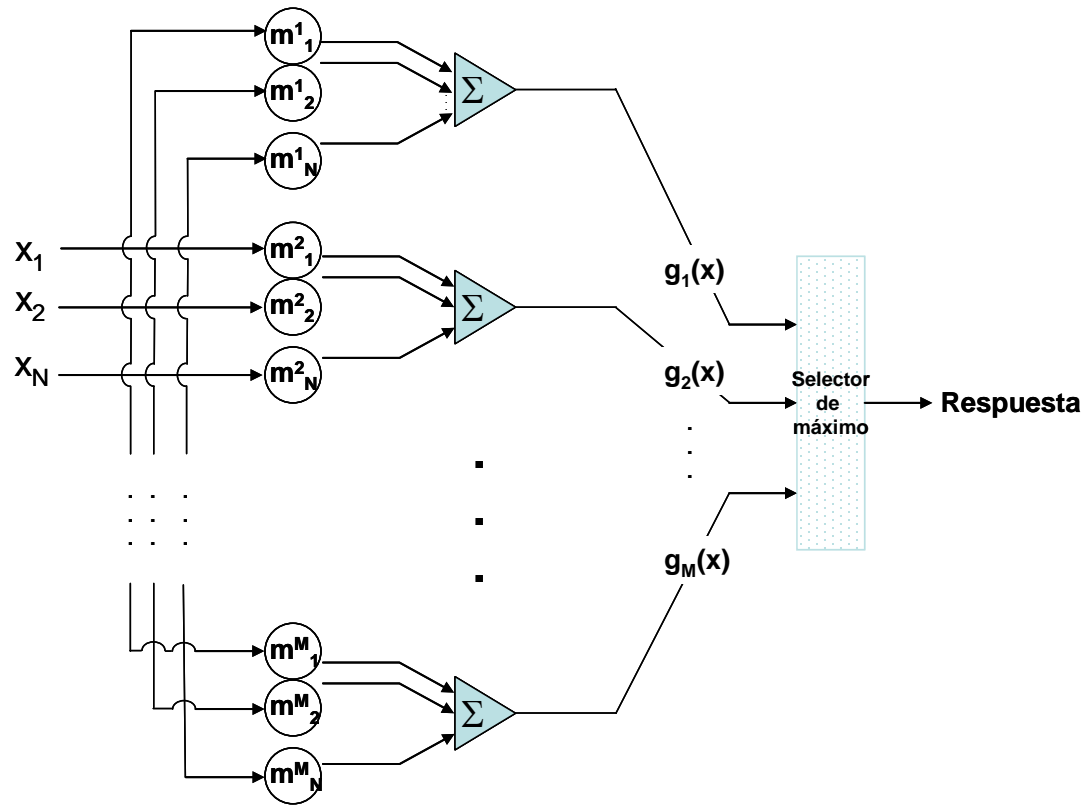 m¹₁
m¹₂
m¹N
Σ
X₁
X₂
XN
m²₁
m²₂
m²N
Σ
g₁(x)
g₂(x)
gM(x)
Selector
de
máximo
Respuesta
mᴹ₁
mᴹ₂
mᴹN
Σ